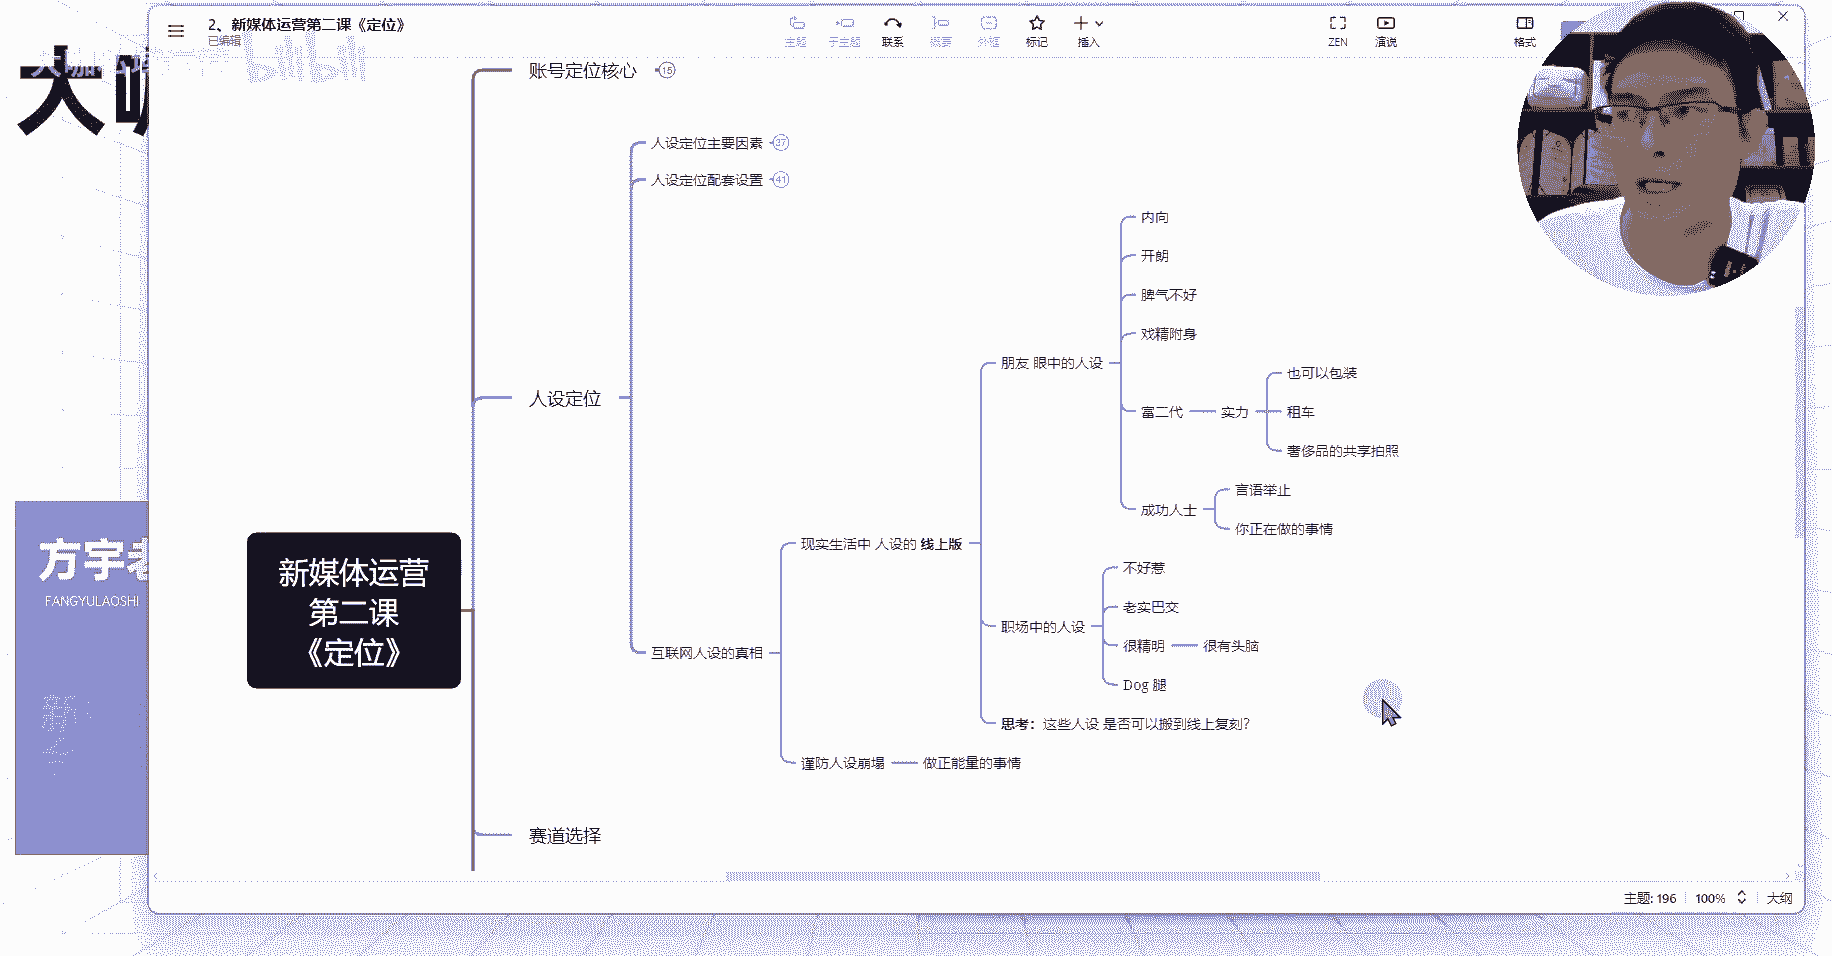 2、新媒体运营第二课《定位》
已编辑
主题
子主题
联系
概要
外框
标记
插入
ZEN
演说
格式
bilibili
大咖
账号定位核心
15
人设定位主要因素
37
人设定位配套设置
41
内向
开朗
脾气不好
戏精附身
朋友 眼中的人设
也可以包装
富二代
实力
租车
奢侈品的共享拍照
人设定位
言语举止
成功人士
你正在做的事情
现实生活中 人设的 线上版
不好惹
老实巴交
职场中的人设
很精明
很有头脑
Dog 腿
互联网人设的真相
思考：这些人设 是否可以搬到线上复刻？
谨防人设崩塌
做正能量的事情
新媒体运营
第二课
《定位》
赛道选择
方宇老
FANGYULAOSHI
主题: 196
100%
大纲